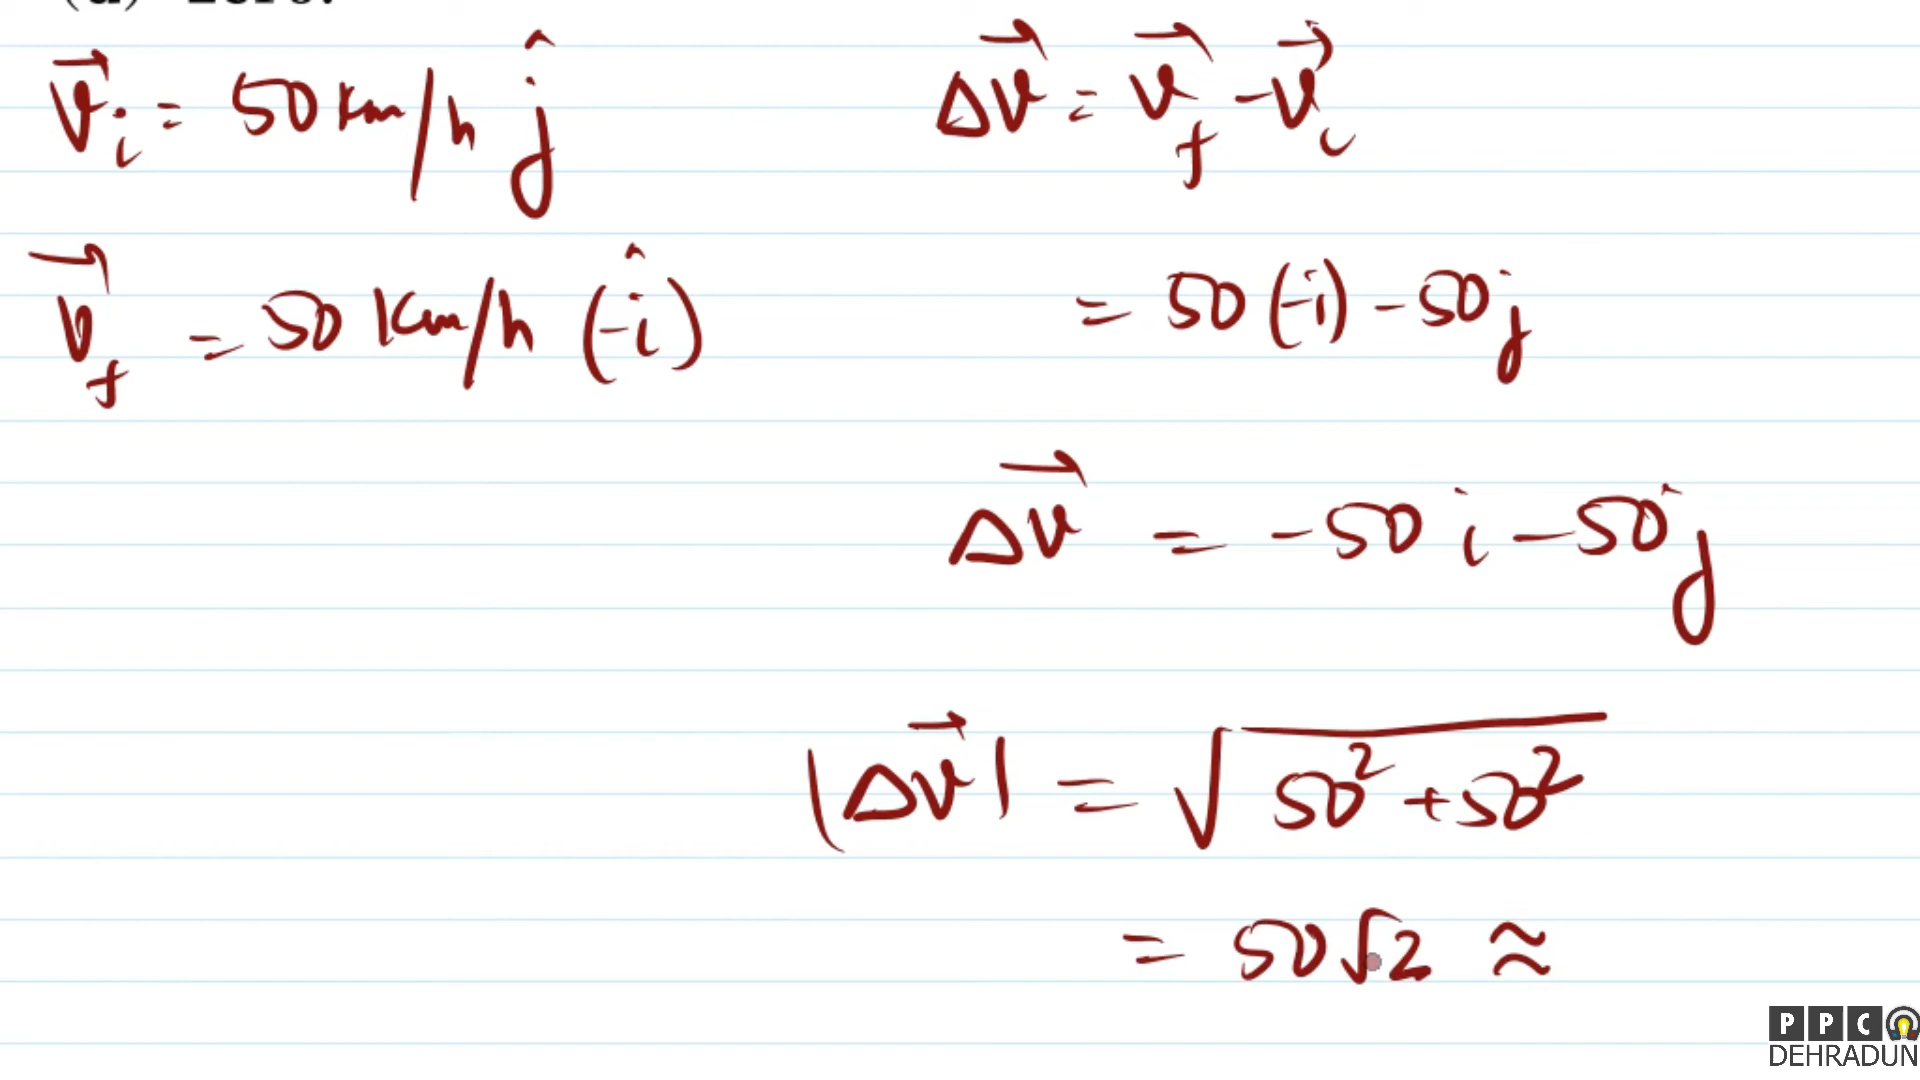 (d) zero.
v⃗ᵢ = 50 km/h ĵ
v⃗_f = 50 Km/h (-î)
Δv⃗ = v⃗_f - v⃗ᵢ
= 50 (-i) - 50 j
Δv⃗ = -50 i - 50 j
|Δv⃗| = √(50² + 50²)
= 50√2 ≈
PPC
DEHRADUN